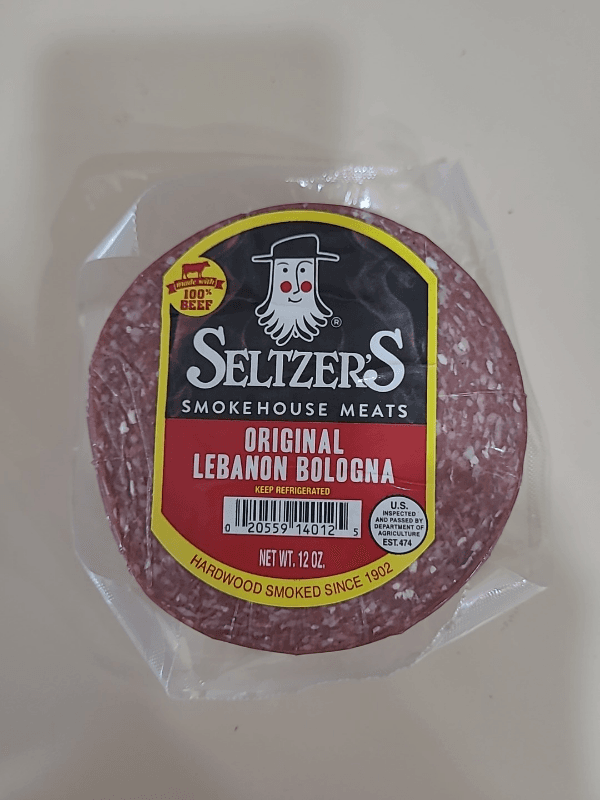 made with
100%
BEEF
®
SELTZER'S
SMOKEHOUSE MEATS
ORIGINAL
LEBANON BOLOGNA
KEEP REFRIGERATED
0 20559 14012 5
U.S.
INSPECTED
AND PASSED BY
DEPARTMENT OF
AGRICULTURE
EST. 474
NET WT. 12 OZ.
HARDWOOD SMOKED SINCE 1902